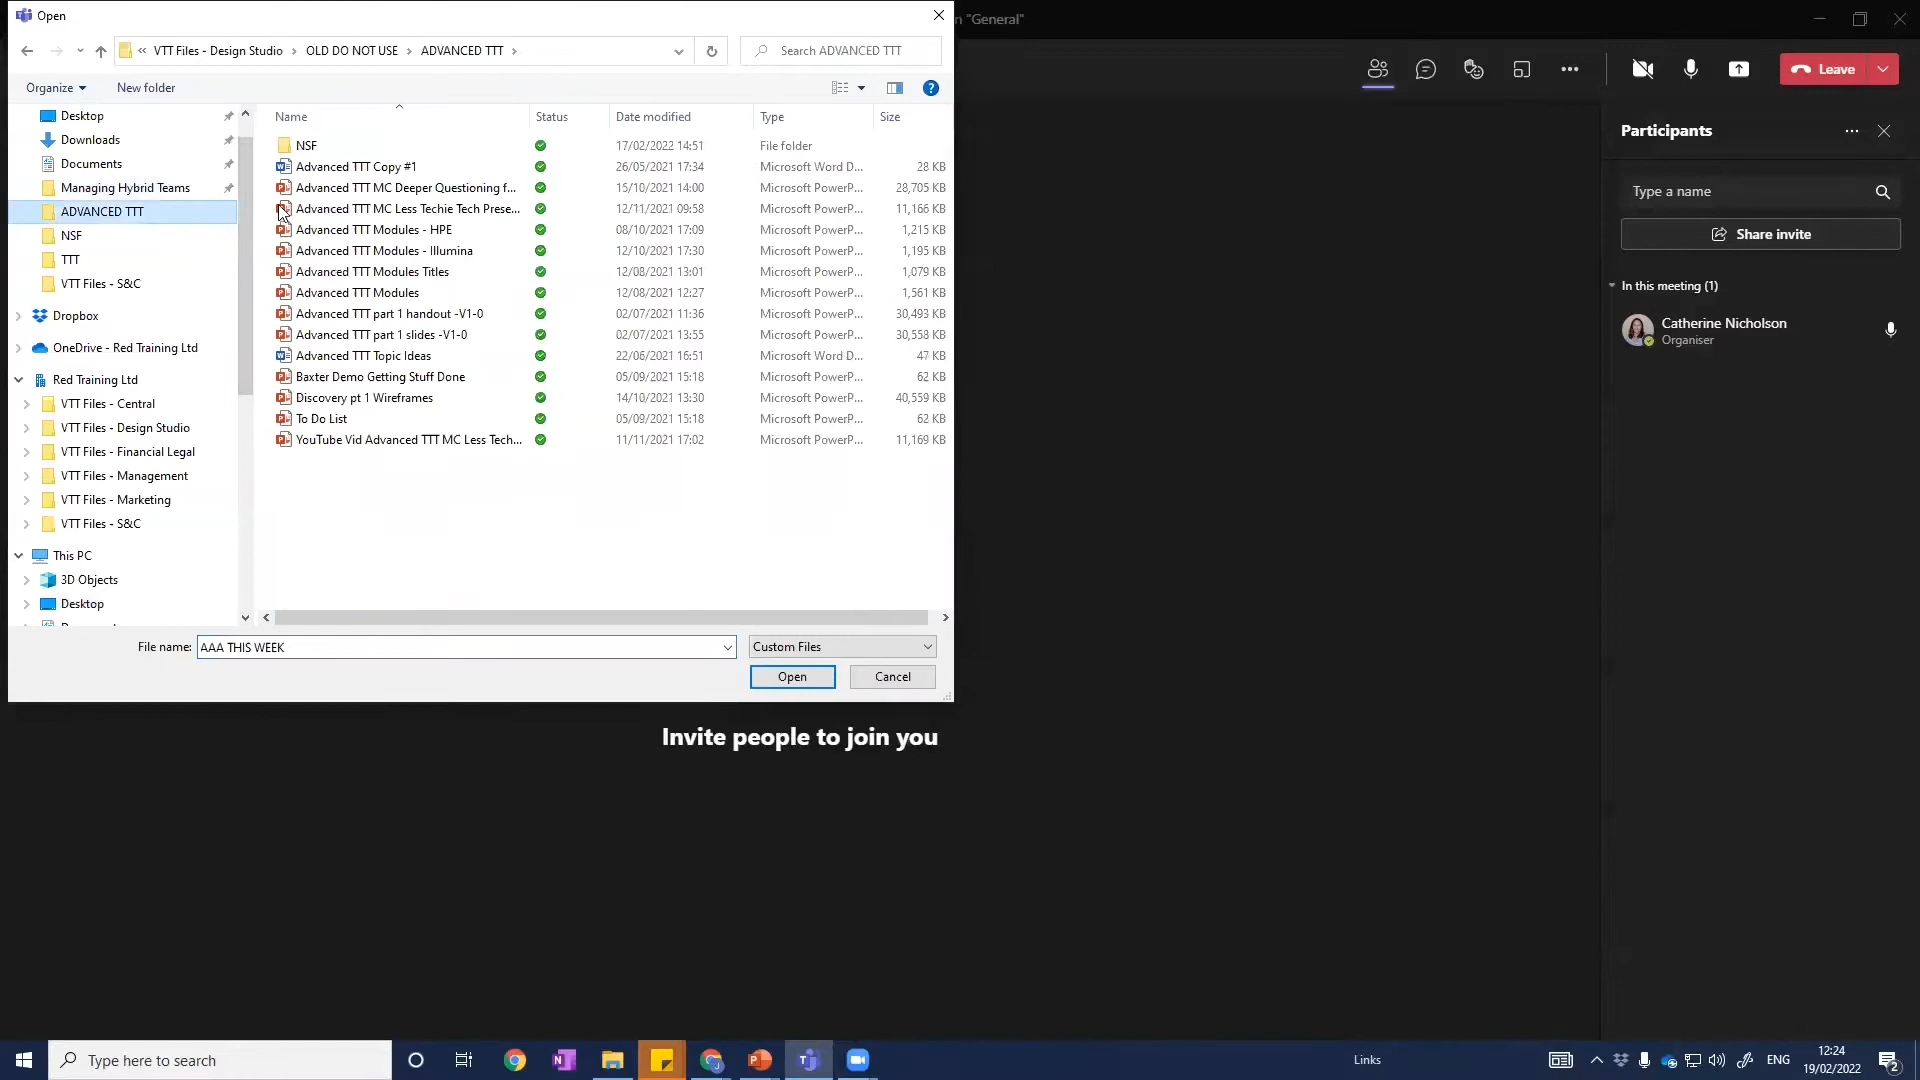 Open
n "General"
« VTT Files - Design Studio > OLD DO NOT USE > ADVANCED TTT >
Search ADVANCED TTT
Organize
New folder
Leave
Desktop
Downloads
Documents
Managing Hybrid Teams
ADVANCED TTT
NSF
TTT
VTT Files - S&C
Dropbox
OneDrive - Red Training Ltd
Red Training Ltd
VTT Files - Central
VTT Files - Design Studio
VTT Files - Financial Legal
VTT Files - Management
VTT Files - Marketing
VTT Files - S&C
This PC
3D Objects
Desktop
Name Status Date modified Type Size
NSF 17/02/2022 14:51 File folder
Advanced TTT Copy #1 26/05/2021 17:34 Microsoft Word D... 28 KB
Advanced TTT MC Deeper Questioning f... 15/10/2021 14:00 Microsoft PowerP... 28,705 KB
Advanced TTT MC Less Techie Tech Prese... 12/11/2021 09:58 Microsoft PowerP... 11,166 KB
Advanced TTT Modules - HPE 08/10/2021 17:09 Microsoft PowerP... 1,215 KB
Advanced TTT Modules - Illumina 12/10/2021 17:30 Microsoft PowerP... 1,195 KB
Advanced TTT Modules Titles 12/08/2021 13:01 Microsoft PowerP... 1,079 KB
Advanced TTT Modules 12/08/2021 12:27 Microsoft PowerP... 1,561 KB
Advanced TTT part 1 handout -V1-0 02/07/2021 11:36 Microsoft PowerP... 30,493 KB
Advanced TTT part 1 slides -V1-0 02/07/2021 13:55 Microsoft PowerP... 30,558 KB
Advanced TTT Topic Ideas 22/06/2021 16:51 Microsoft Word D... 47 KB
Baxter Demo Getting Stuff Done 05/09/2021 15:18 Microsoft PowerP... 62 KB
Discovery pt 1 Wireframes 14/10/2021 13:30 Microsoft PowerP... 40,559 KB
To Do List 05/09/2021 15:18 Microsoft PowerP... 62 KB
YouTube Vid Advanced TTT MC Less Tech... 11/11/2021 17:02 Microsoft PowerP... 11,169 KB
File name: AAA THIS WEEK
Custom Files
Open
Cancel
Participants
Type a name
Share invite
In this meeting (1)
Catherine Nicholson
Organiser
Invite people to join you
Type here to search
Links
ENG
12:24
19/02/2022
2